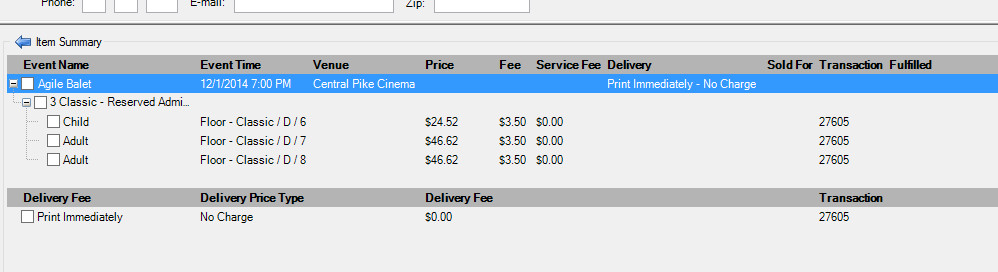 Phone: E-mail: Zip:
Item Summary
Event Name Event Time Venue Price Fee Service Fee Delivery Sold For Transaction Fulfilled
Agile Balet 12/1/2014 7:00 PM Central Pike Cinema Print Immediately - No Charge
3 Classic - Reserved Admi...
Child Floor - Classic / D / 6 $24.52 $3.50 $0.00 27605
Adult Floor - Classic / D / 7 $46.62 $3.50 $0.00 27605
Adult Floor - Classic / D / 8 $46.62 $3.50 $0.00 27605
Delivery Fee Delivery Price Type Delivery Fee Transaction
Print Immediately No Charge $0.00 27605